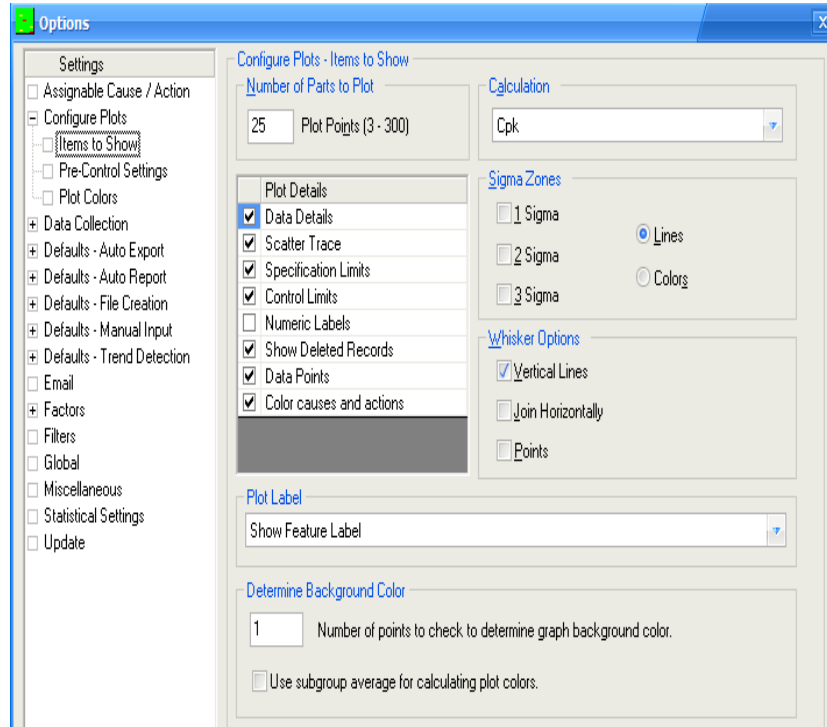 Options
X
Settings
Assignable Cause / Action
Configure Plots
Items to Show
Pre-Control Settings
Plot Colors
Data Collection
Defaults - Auto Export
Defaults - Auto Report
Defaults - File Creation
Defaults - Manual Input
Defaults - Trend Detection
Email
Factors
Filters
Global
Miscellaneous
Statistical Settings
Update
Configure Plots - Items to Show
Number of Parts to Plot
25 Plot Points (3 - 300)
Calculation
Cpk
Plot Details
Data Details
Scatter Trace
Specification Limits
Control Limits
Numeric Labels
Show Deleted Records
Data Points
Color causes and actions
Sigma Zones
1 Sigma
2 Sigma
3 Sigma
Lines
Colors
Whisker Options
Vertical Lines
Join Horizontally
Points
Plot Label
Show Feature Label
Determine Background Color
1 Number of points to check to determine graph background color.
Use subgroup average for calculating plot colors.